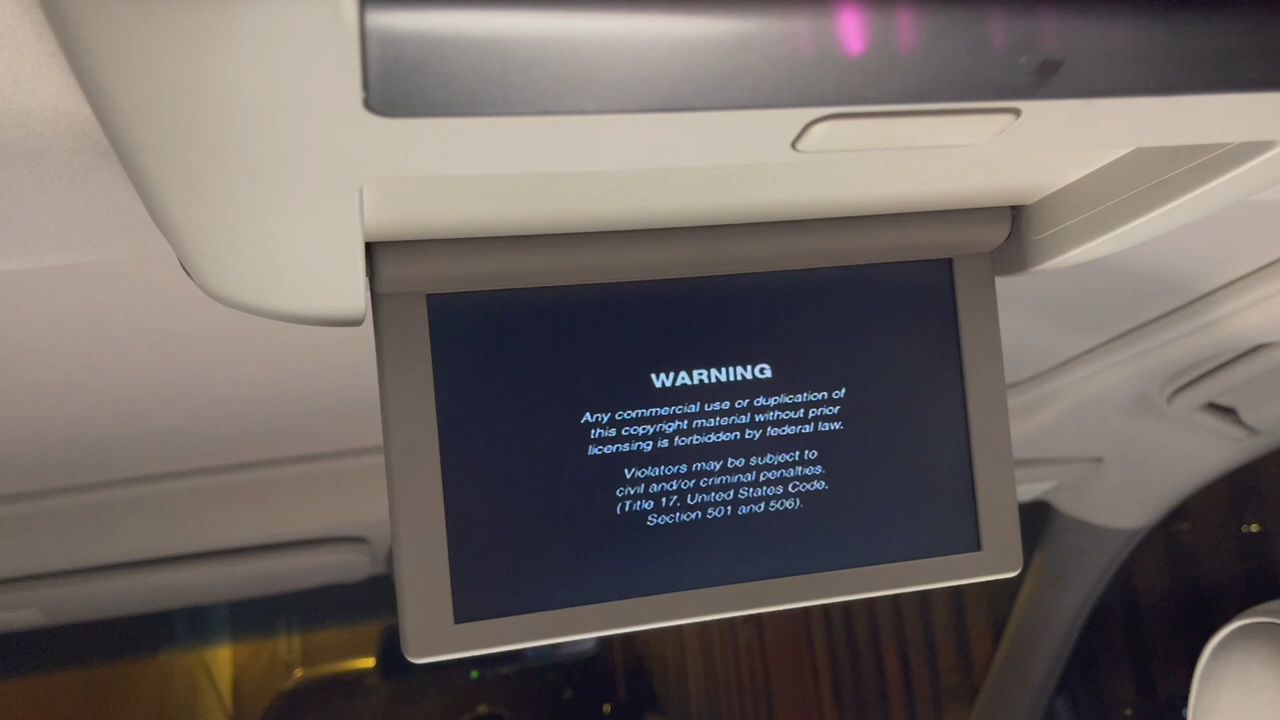 WARNING
Any commercial use or duplication of
this copyright material without prior
licensing is forbidden by federal law.
Violators may be subject to
civil and/or criminal penalties.
(Title 17, United States Code,
Section 501 and 506).